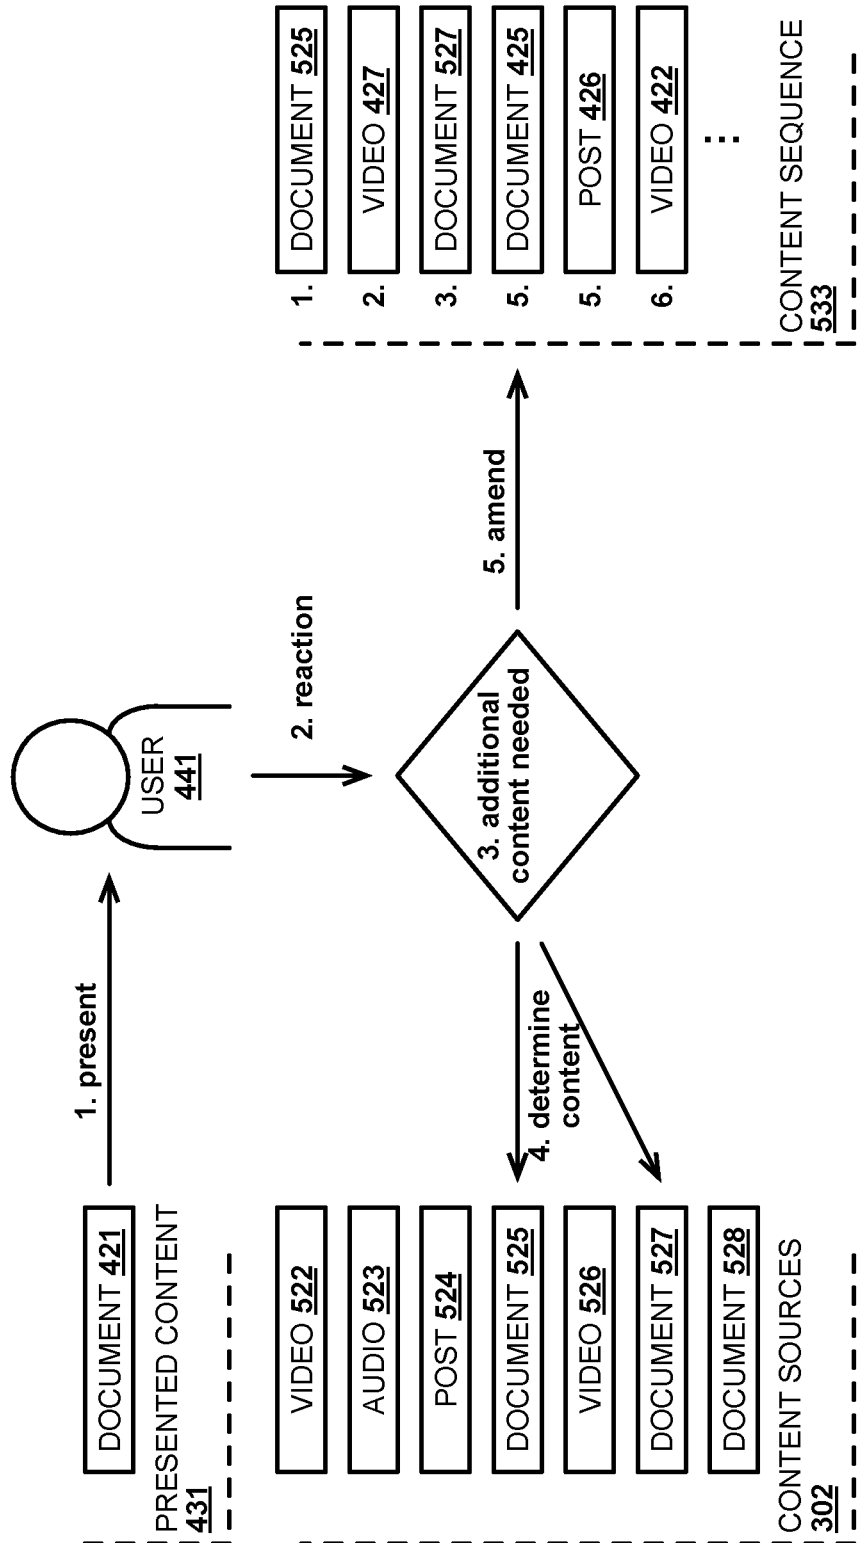 DOCUMENT 421
PRESENTED CONTENT
431
1. present
USER
441
2. reaction
3. additional
content needed
4. determine
content
5. amend
VIDEO 522
AUDIO 523
POST 524
DOCUMENT 525
VIDEO 526
DOCUMENT 527
DOCUMENT 528
CONTENT SOURCES
302
1. DOCUMENT 525
2. VIDEO 427
3. DOCUMENT 527
5. DOCUMENT 425
5. POST 426
6. VIDEO 422
...
CONTENT SEQUENCE
533